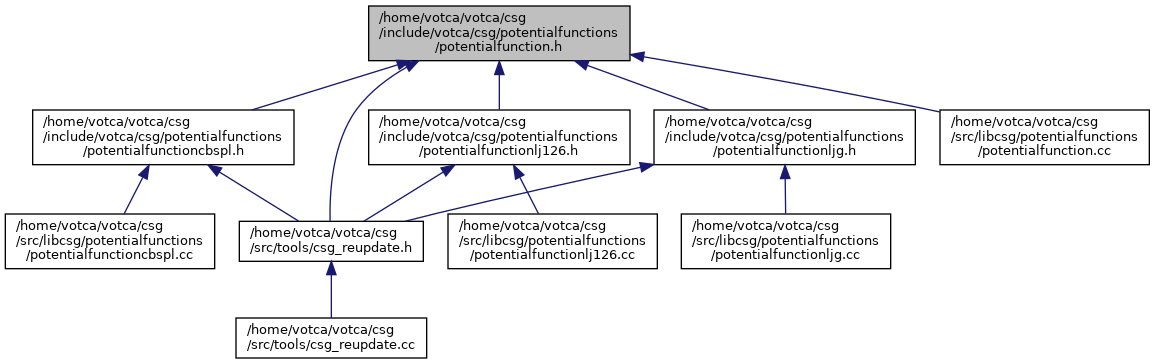 /home/votca/votca/csg
/include/votca/csg/potentialfunctions
/potentialfunction.h
/home/votca/votca/csg
/include/votca/csg/potentialfunctions
/potentialfunctioncbspl.h
/home/votca/votca/csg
/include/votca/csg/potentialfunctions
/potentialfunctionlj126.h
/home/votca/votca/csg
/include/votca/csg/potentialfunctions
/potentialfunctionljg.h
/home/votca/votca/csg
/src/libcsg/potentialfunctions
/potentialfunction.cc
/home/votca/votca/csg
/src/libcsg/potentialfunctions
/potentialfunctioncbspl.cc
/home/votca/votca/csg
/src/tools/csg_reupdate.h
/home/votca/votca/csg
/src/libcsg/potentialfunctions
/potentialfunctionlj126.cc
/home/votca/votca/csg
/src/libcsg/potentialfunctions
/potentialfunctionljg.cc
/home/votca/votca/csg
/src/tools/csg_reupdate.cc